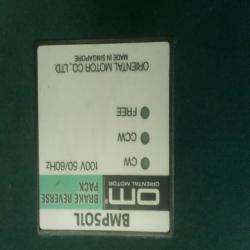 BMP501L
om
ORIENTAL MOTOR
BRAKE REVERSE
PACK
100V 50/60Hz
CW
CCW
FREE
ORIENTAL MOTOR CO., LTD.
MADE IN SINGAPORE